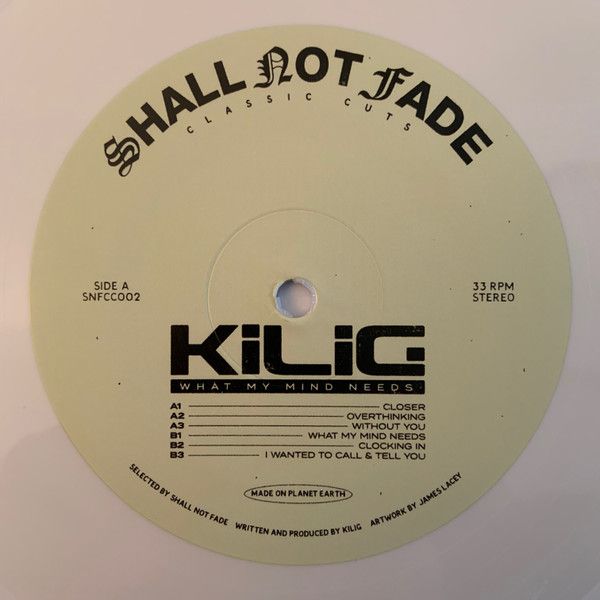 SHALL NOT FADE
CLASSIC CUTS
SIDE A
SNFCC002
33 RPM
STEREO
KiLiG
WHAT MY MIND NEEDS
A1 CLOSER
A2 OVERTHINKING
A3 WITHOUT YOU
B1 WHAT MY MIND NEEDS
B2 CLOCKING IN
B3 I WANTED TO CALL & TELL YOU
MADE ON PLANET EARTH
SELECTED BY SHALL NOT FADE WRITTEN AND PRODUCED BY KILIG ARTWORK BY JAMES LACEY